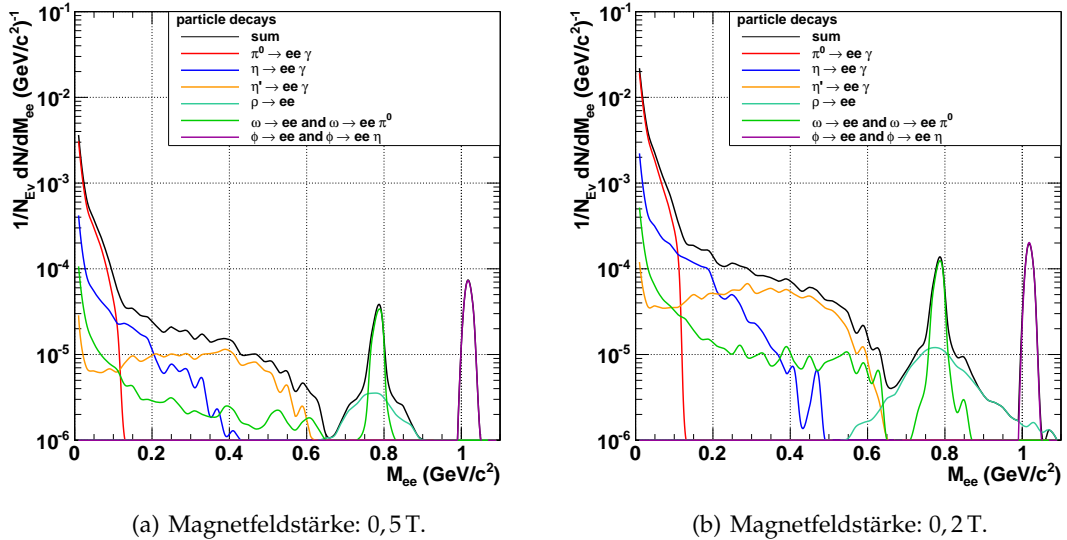 1/N_Ev dN/dM_ee (GeV/c²)⁻¹
10⁻¹
10⁻²
10⁻³
10⁻⁴
10⁻⁵
10⁻⁶
particle decays
sum
π⁰ → ee γ
η → ee γ
η' → ee γ
ρ → ee
ω → ee and ω → ee π⁰
ϕ → ee and ϕ → ee η
0 0.2 0.4 0.6 0.8 1
M_ee (GeV/c²)
(a) Magnetfeldstärke: 0,5 T.
1/N_Ev dN/dM_ee (GeV/c²)⁻¹
10⁻¹
10⁻²
10⁻³
10⁻⁴
10⁻⁵
10⁻⁶
particle decays
sum
π⁰ → ee γ
η → ee γ
η' → ee γ
ρ → ee
ω → ee and ω → ee π⁰
ϕ → ee and ϕ → ee η
0 0.2 0.4 0.6 0.8 1
M_ee (GeV/c²)
(b) Magnetfeldstärke: 0,2 T.